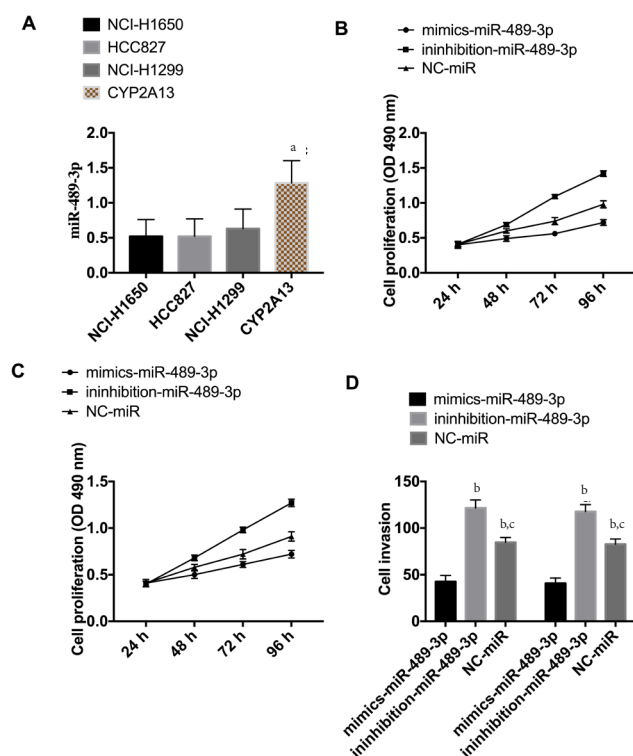 A
NCI-H1650
HCC827
NCI-H1299
CYP2A13
miR-489-3p
2.0
1.5
1.0
0.5
0.0
a
NCI-H1650
HCC827
NCI-H1299
CYP2A13
B
mimics-miR-489-3p
ininhibition-miR-489-3p
NC-miR
Cell proliferation (OD 490 nm)
2.0
1.5
1.0
0.5
0.0
24 h
48 h
72 h
96 h
C
mimics-miR-489-3p
ininhibition-miR-489-3p
NC-miR
Cell proliferation (OD 490 nm)
1.5
1.0
0.5
0.0
24 h
48 h
72 h
96 h
D
mimics-miR-489-3p
ininhibition-miR-489-3p
NC-miR
Cell invasion
150
100
50
0
b
b,c
b
b,c
mimics-miR-489-3p
ininhibition-miR-489-3p
NC-miR
mimics-miR-489-3p
ininhibition-miR-489-3p
NC-miR